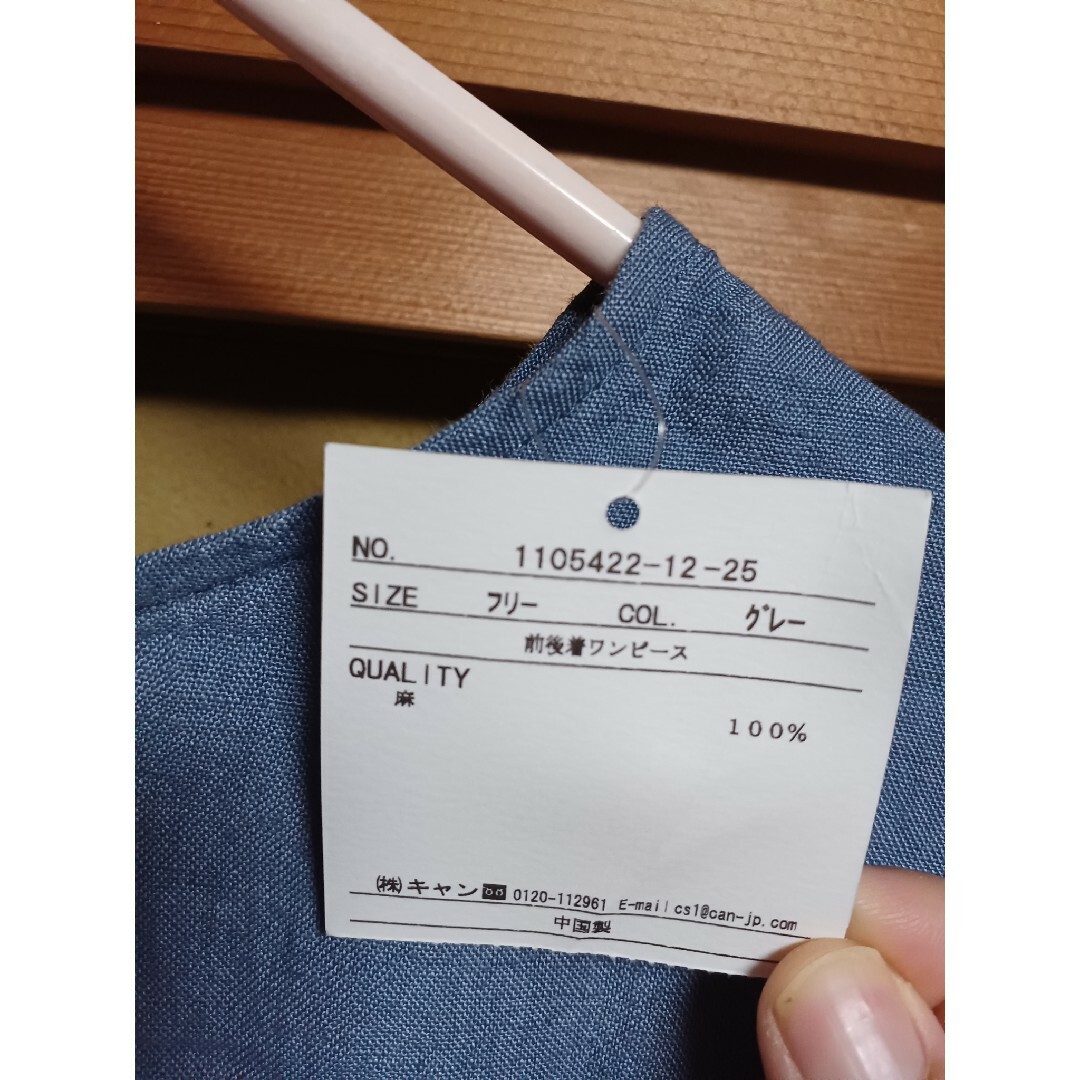 NO. 1105422-12-25
SIZE フリー COL. グレー
前後着ワンピース
QUALITY
麻
100%
㈱キャン 0120-112961 E-mail cs1@can-jp.com
中国製